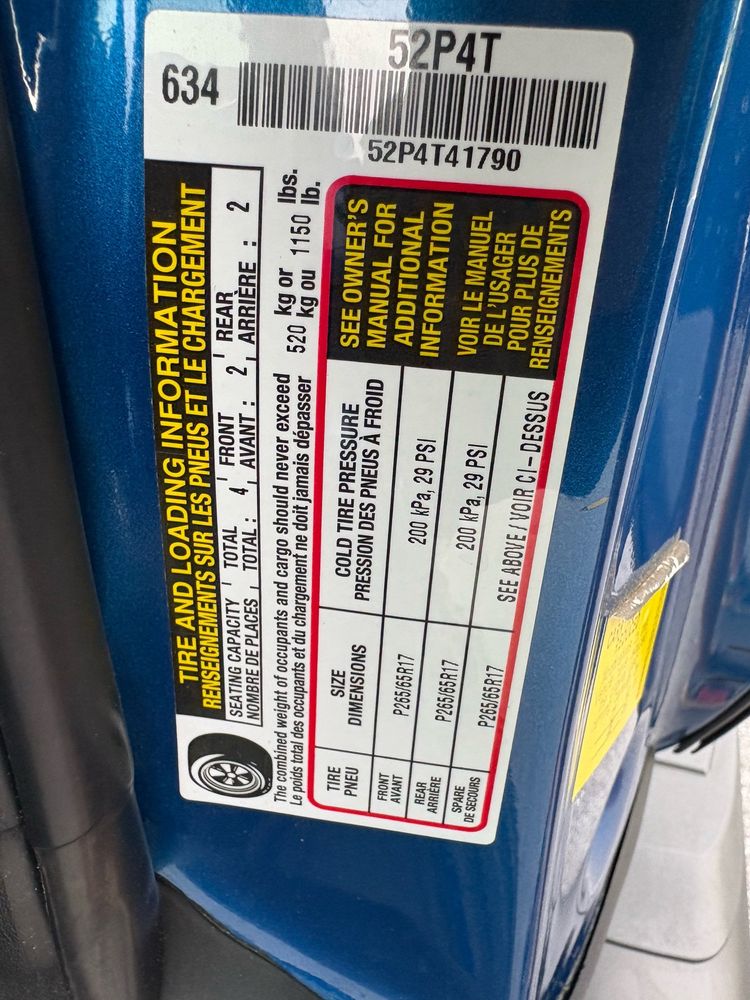 52P4T
634
52P4T41790
TIRE AND LOADING INFORMATION
RENSEIGNEMENTS SUR LES PNEUS ET LE CHARGEMENT
SEATING CAPACITY TOTAL 4 FRONT 2 REAR 2
NOMBRE DE PLACES TOTAL : AVANT : ARRIÈRE :
The combined weight of occupants and cargo should never exceed 520 kg or 1150 lbs.
Le poids total des occupants et du chargement ne doit jamais dépasser kg ou lb.
TIRE
PNEU
SIZE
DIMENSIONS
COLD TIRE PRESSURE
PRESSION DES PNEUS À FROID
FRONT
AVANT
P265/65R17
200 kPa, 29 PSI
REAR
ARRIÈRE
P265/65R17
200 kPa, 29 PSI
SPARE
DE SECOURS
P265/65R17
SEE ABOVE / VOIR CI-DESSUS
SEE OWNER'S
MANUAL FOR
ADDITIONAL
INFORMATION
VOIR LE MANUEL
DE L'USAGER
POUR PLUS DE
RENSEIGNEMENTS